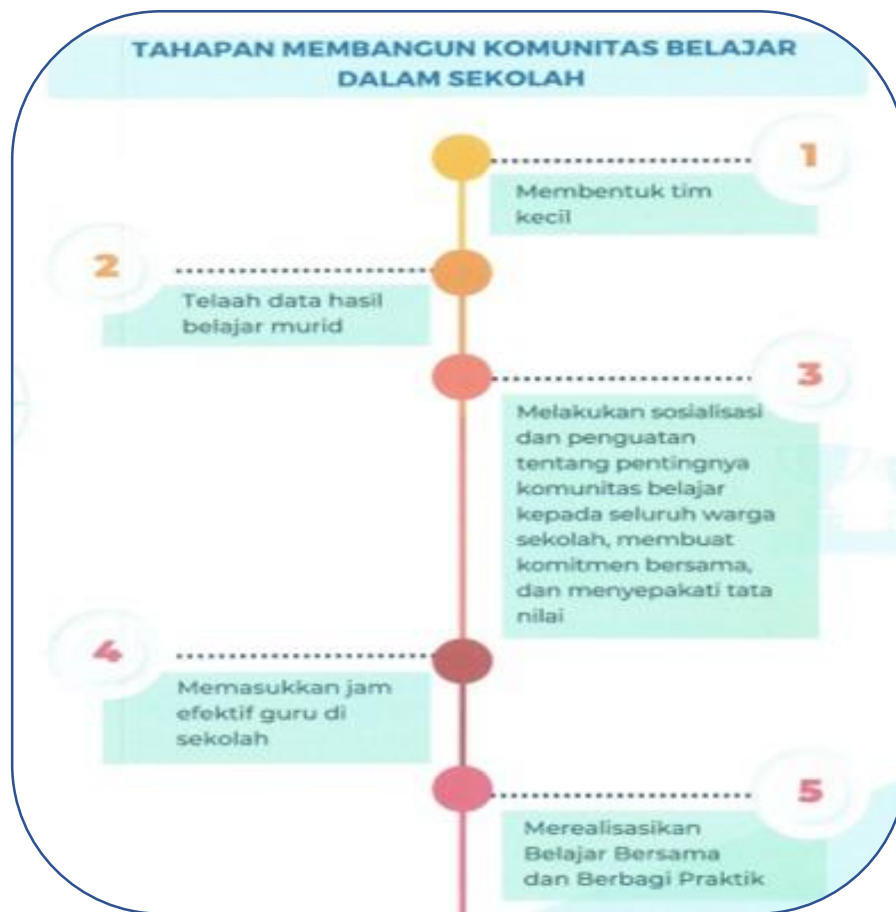 TAHAPAN MEMBANGUN KOMUNITAS BELAJAR
DALAM SEKOLAH
1
Membentuk tim
kecil
2
Telaah data hasil
belajar murid
3
Melakukan sosialisasi
dan penguatan
tentang pentingnya
komunitas belajar
kepada seluruh warga
sekolah, membuat
komitmen bersama,
dan menyepakati tata
nilai
4
Memasukkan jam
efektif guru di
sekolah
5
Merealisasikan
Belajar Bersama
dan Berbagi Praktik